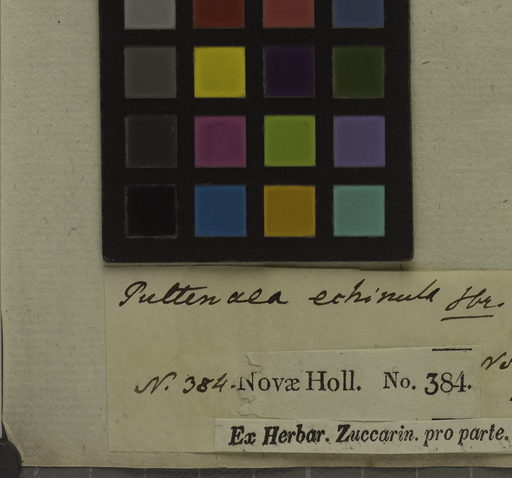 Pultenaea echinula
N. 384. Novæ Holl. No. 384.
Ex Herbar. Zuccarin. pro parte.